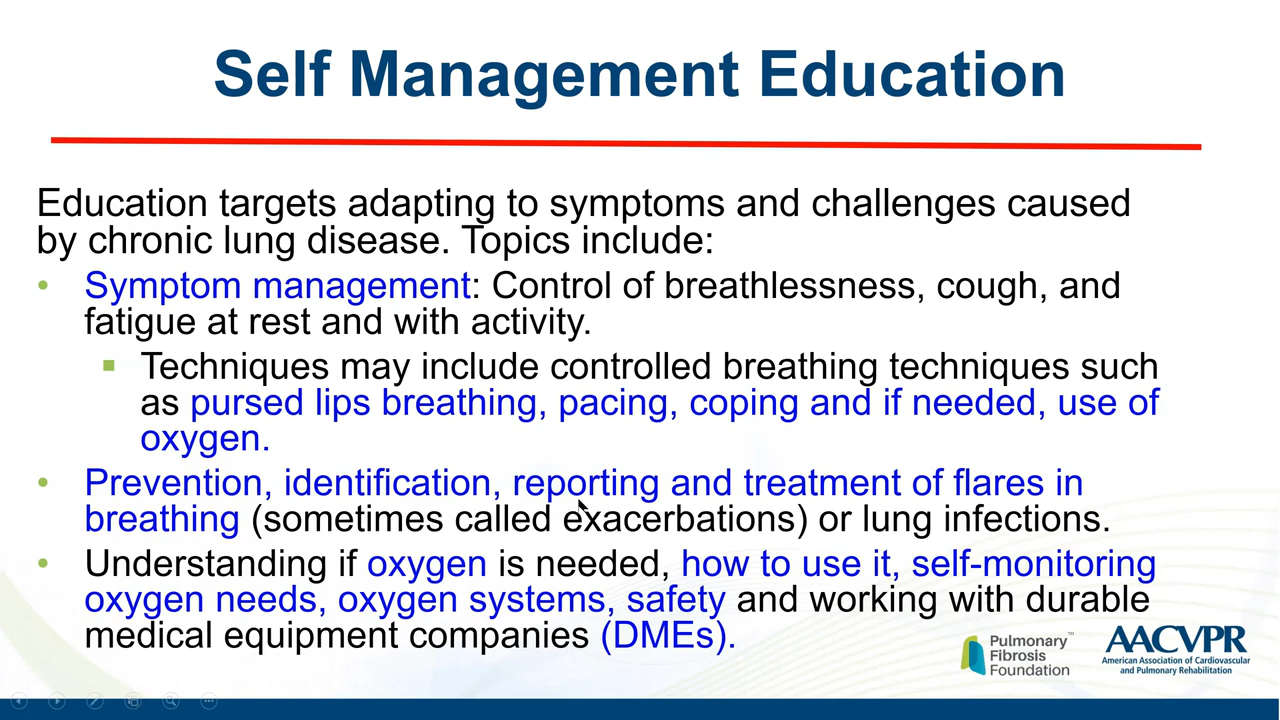 Self Management Education
Education targets adapting to symptoms and challenges caused
by chronic lung disease. Topics include:
• Symptom management: Control of breathlessness, cough, and
fatigue at rest and with activity.
▪ Techniques may include controlled breathing techniques such
as pursed lips breathing, pacing, coping and if needed, use of
oxygen.
• Prevention, identification, reporting and treatment of flares in
breathing (sometimes called exacerbations) or lung infections.
• Understanding if oxygen is needed, how to use it, self-monitoring
oxygen needs, oxygen systems, safety and working with durable
medical equipment companies (DMEs).
Pulmonary
Fibrosis
Foundation™
AACVPR
American Association of Cardiovascular
and Pulmonary Rehabilitation